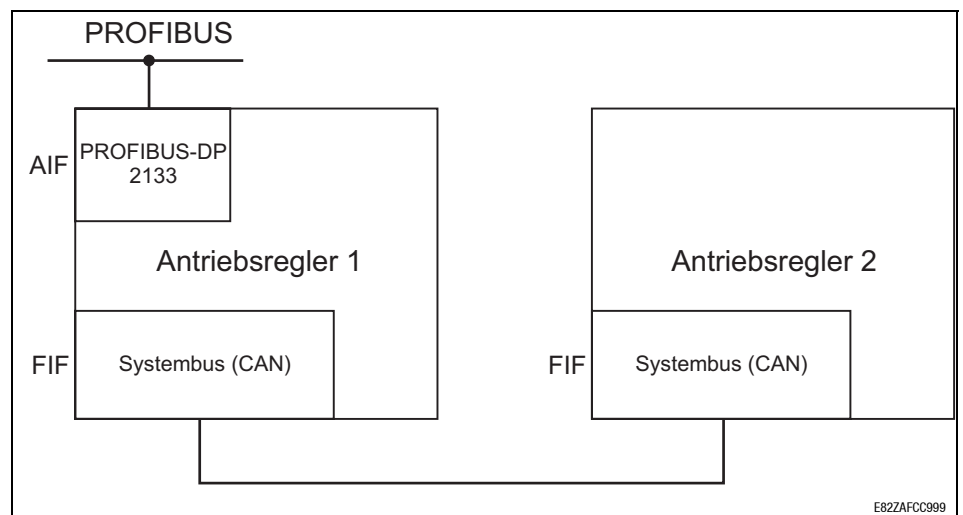 PROFIBUS
AIF
PROFIBUS-DP
2133
Antriebsregler 1
Antriebsregler 2
FIF
Systembus (CAN)
FIF
Systembus (CAN)
E82ZAFCC999